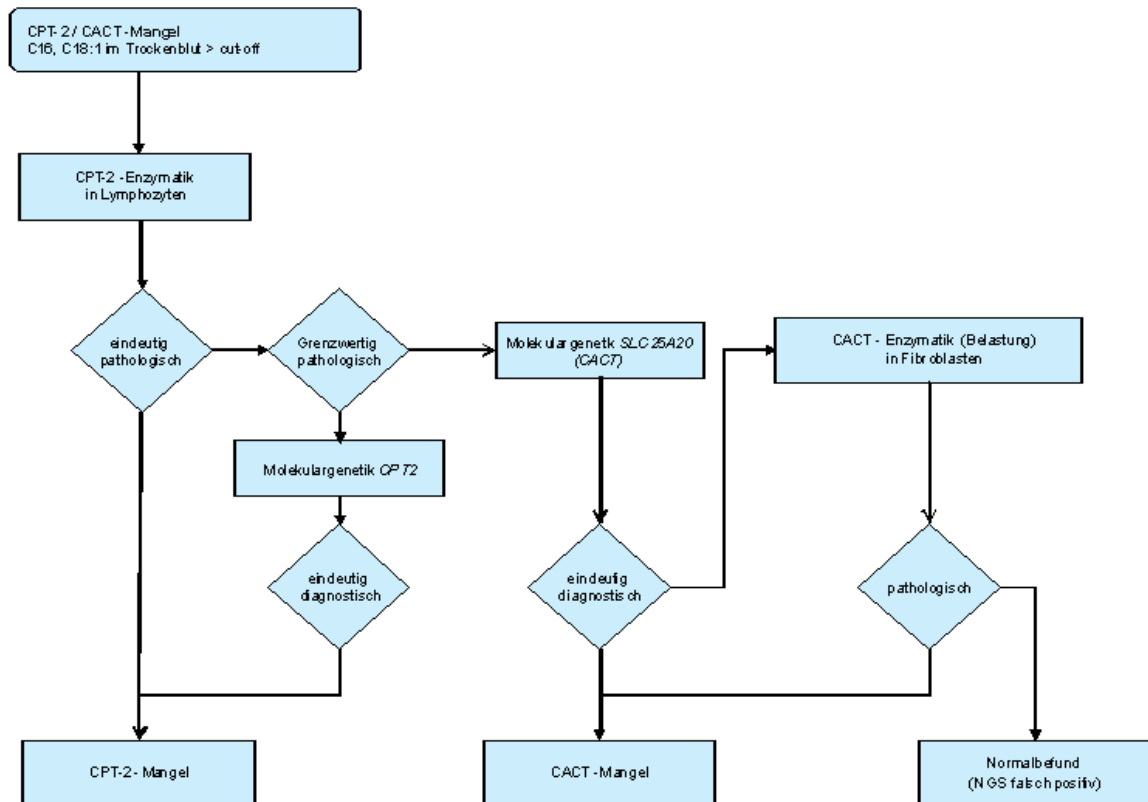 CPT-2 / CACT-Mangel
C16, C18:1 im Trockenblut > cut-off
CPT-2 -Enzymatik
in Lymphozyten
eindeutig
pathologisch
Grenzwertig
pathologisch
Molekulargenetk SLC25A20
(CACT)
CACT - Enzymatik (Belastung)
in Fibroblasten
Molekulargenetik CPT2
eindeutig
diagnostisch
eindeutig
diagnostisch
pathologisch
CPT-2 - Mangel
CACT -Mangel
Normalbefund
(NGS falsch positiv)